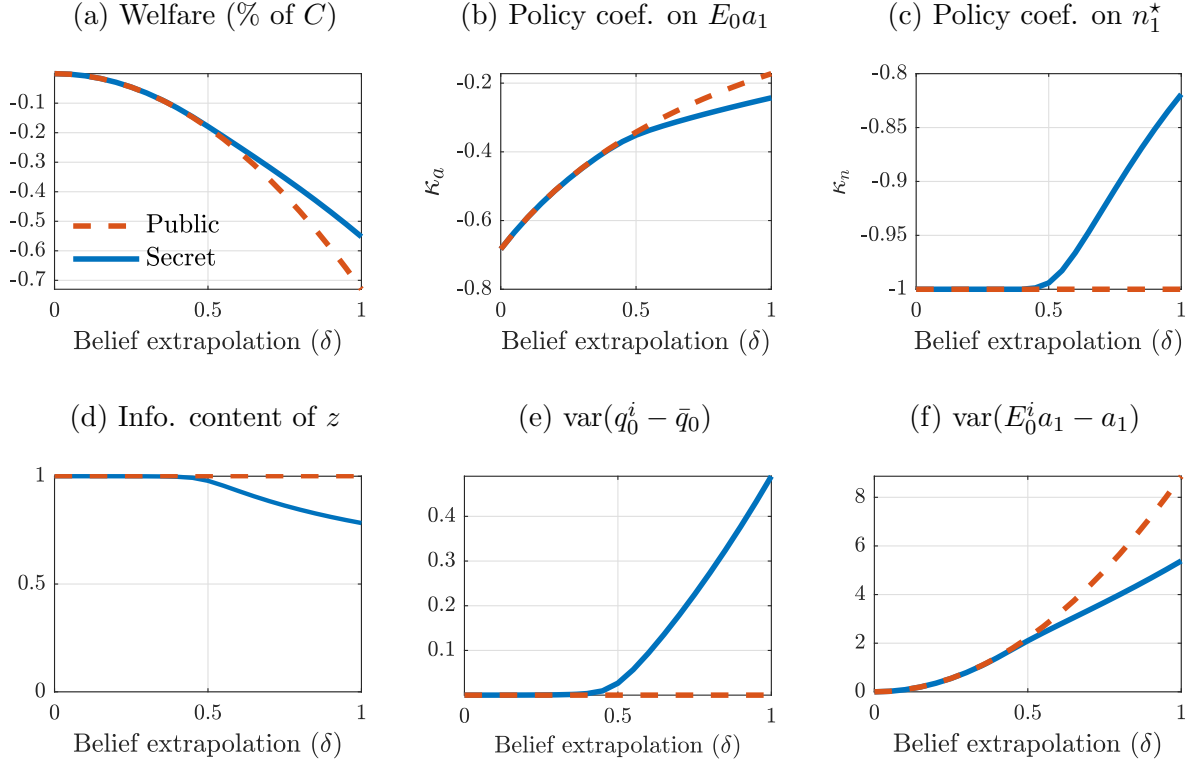 (a) Welfare (% of C)
-0.1
-0.2
-0.3
-0.4
-0.5
-0.6
-0.7
Public
Secret
0
0.5
1
Belief extrapolation (δ)
(b) Policy coef. on E₀a₁
κₐ
-0.2
-0.4
-0.6
-0.8
0
0.5
1
Belief extrapolation (δ)
(c) Policy coef. on n₁⋆
κₙ
-0.8
-0.85
-0.9
-0.95
-1
0
0.5
1
Belief extrapolation (δ)
(d) Info. content of z
1
0.5
0
0
0.5
1
Belief extrapolation (δ)
(e) var(q₀ⁱ − q̄₀)
0.4
0.3
0.2
0.1
0
0.5
1
Belief extrapolation (δ)
(f) var(E₀ⁱa₁ − a₁)
8
6
4
2
0
0
0.5
1
Belief extrapolation (δ)